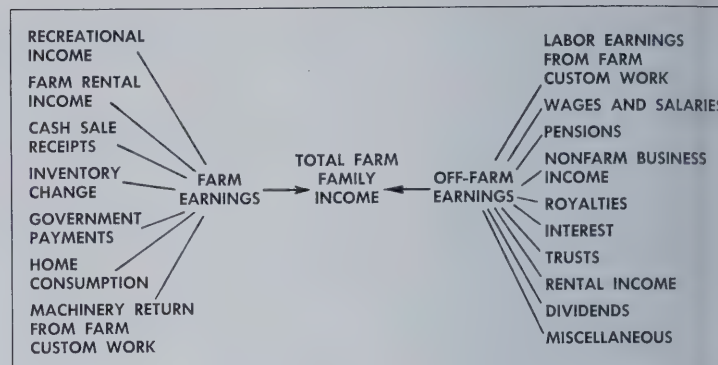 RECREATIONAL
INCOME
FARM RENTAL
INCOME
CASH SALE
RECEIPTS
INVENTORY
CHANGE
GOVERNMENT
PAYMENTS
HOME
CONSUMPTION
MACHINERY RETURN
FROM FARM
CUSTOM WORK
FARM
EARNINGS
TOTAL FARM
FAMILY
INCOME
OFF-FARM
EARNINGS
LABOR EARNINGS
FROM FARM
CUSTOM WORK
WAGES AND SALARIES
PENSIONS
NONFARM BUSINESS
INCOME
ROYALTIES
INTEREST
TRUSTS
RENTAL INCOME
DIVIDENDS
MISCELLANEOUS